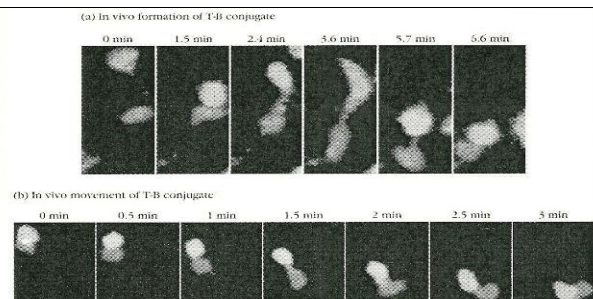 (a) In vivo formation of T-B conjugate
0 min 1.5 min 2.4 min 3.6 min 5.7 min 6.6 min
(b) In vivo movement of T-B conjugate
0 min 0.5 min 1 min 1.5 min 2 min 2.5 min 3 min